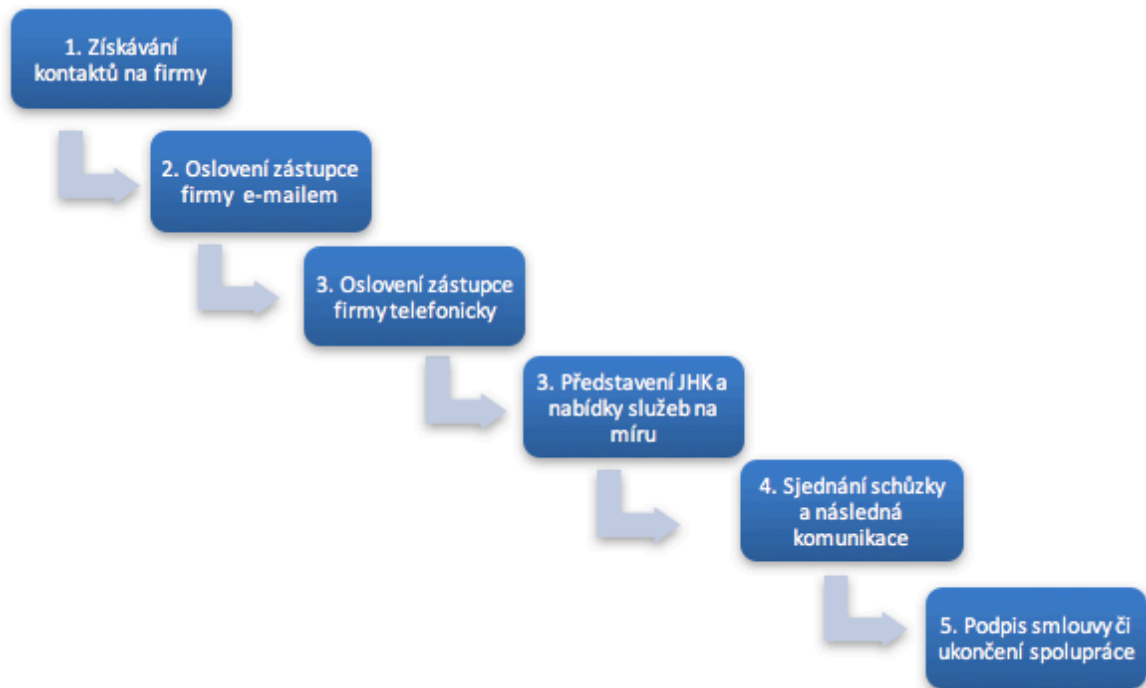 1. Získávání
kontaktů na firmy
2. Oslovení zástupce
firmy e-mailem
3. Oslovení zástupce
firmy telefonicky
3. Představení JHK a
nabídky služeb na
míru
4. Sjednání schůzky
a následná
komunikace
5. Podpis smlouvy či
ukončení spolupráce